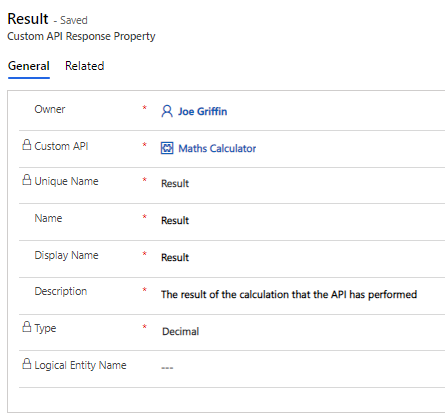 Result - Saved
Custom API Response Property
General Related
Owner * Joe Griffin
Custom API * Maths Calculator
Unique Name * Result
Name * Result
Display Name * Result
Description * The result of the calculation that the API has performed
Type * Decimal
Logical Entity Name ---